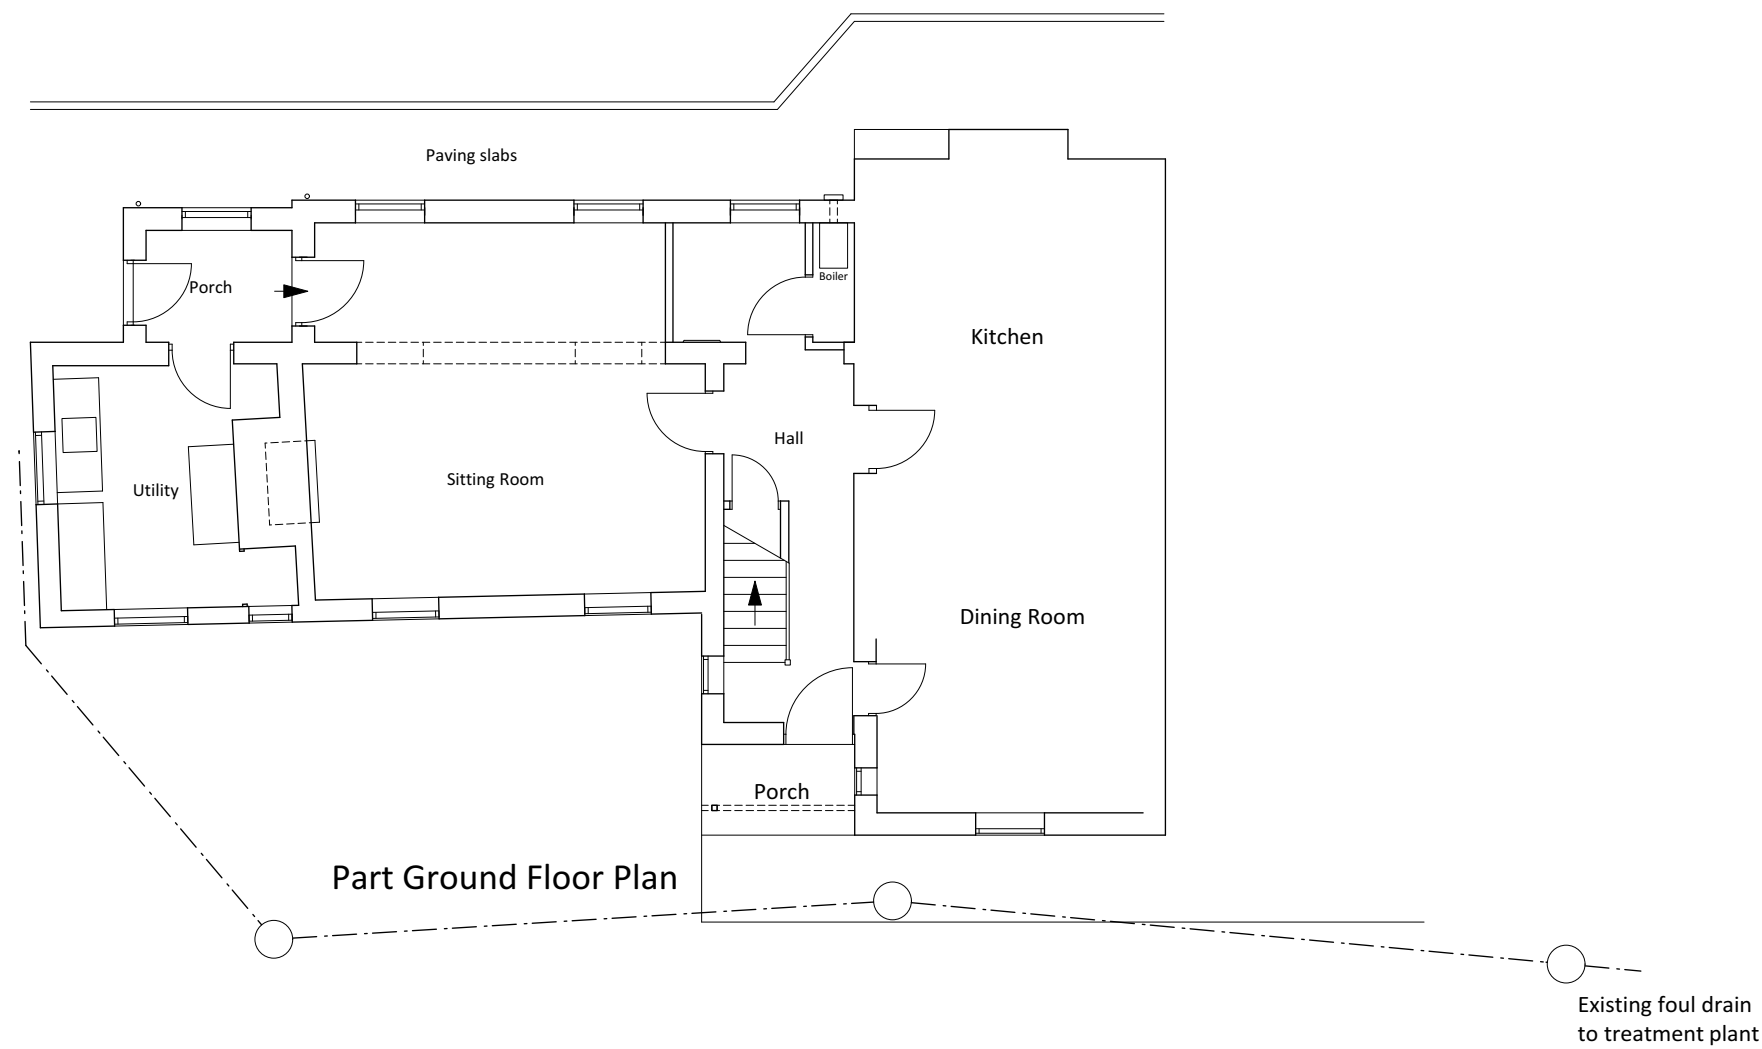 Paving slabs
Boiler
Porch
Kitchen
Hall
Sitting Room
Utility
Dining Room
Porch
Part Ground Floor Plan
Existing foul drain
to treatment plant